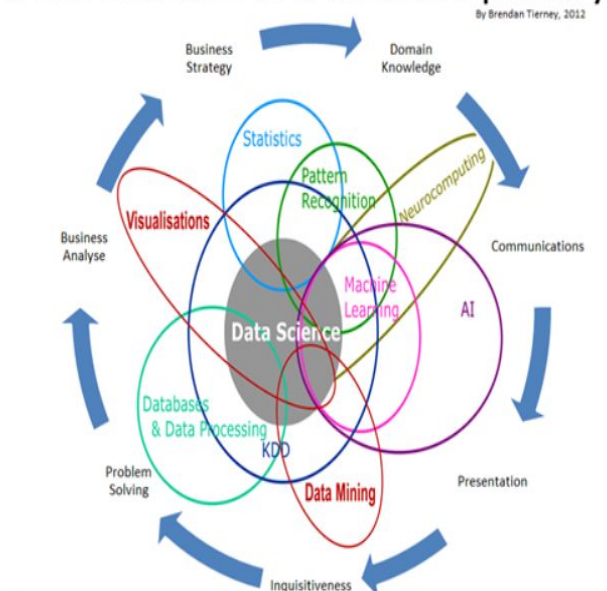 By Brendan Tierney, 2012
Business
Strategy
Domain
Knowledge
Statistics
Pattern
Recognition
Neurocomputing
Visualisations
Business
Analyse
Communications
Machine
Learning
AI
Data Science
Databases
& Data Processing
KDD
Problem
Solving
Data Mining
Presentation
Inquisitiveness